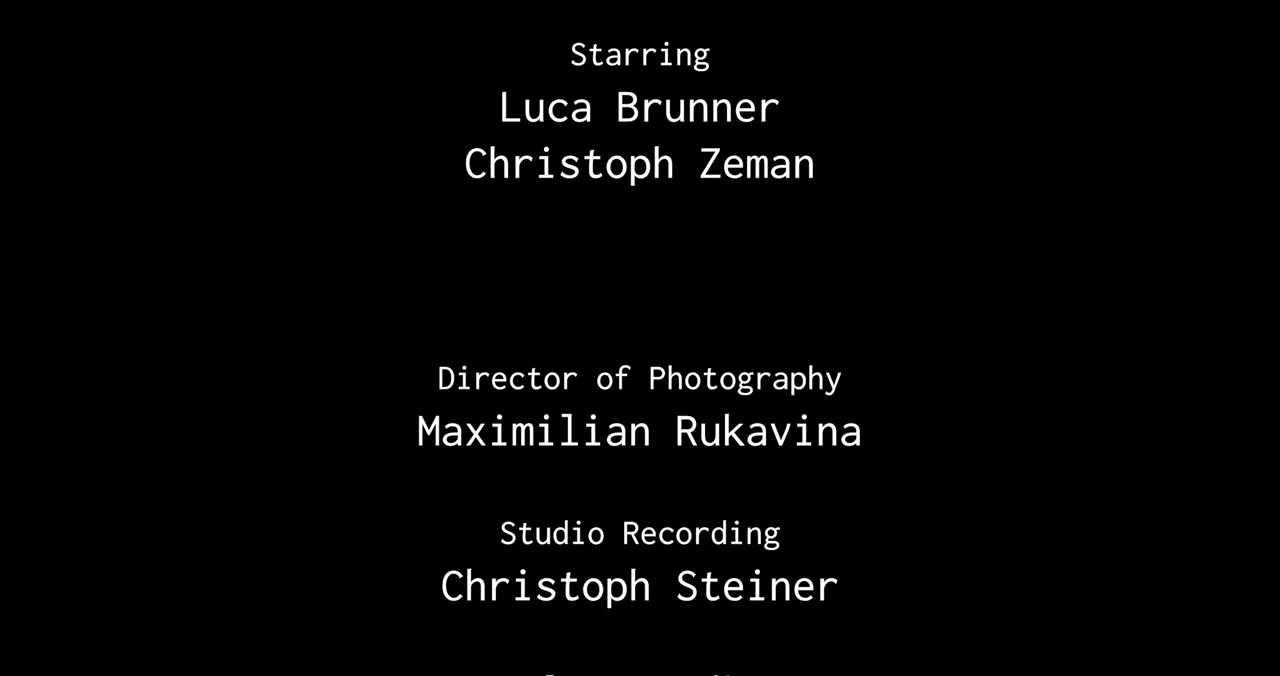 Starring
Luca Brunner
Christoph Zeman
Director of Photography
Maximilian Rukavina
Studio Recording
Christoph Steiner